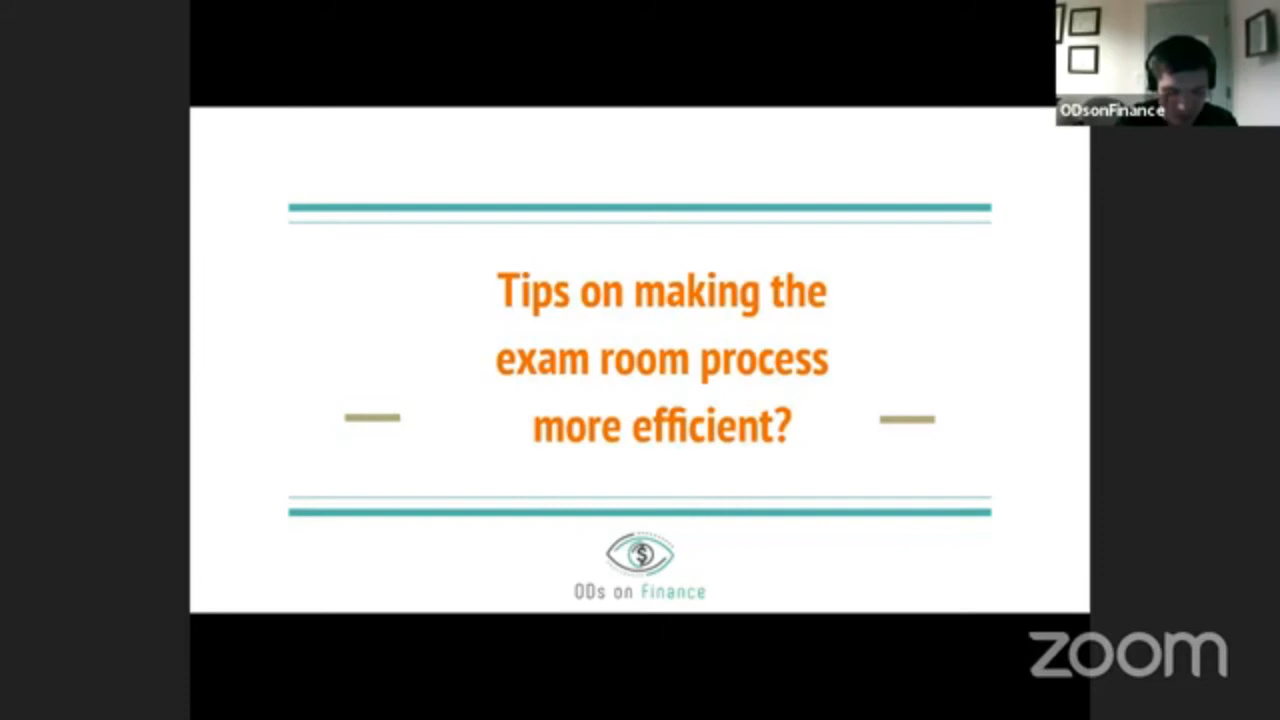 ODsonFinance
Tips on making the
exam room process
more efficient?
$
ODs on Finance
zoom